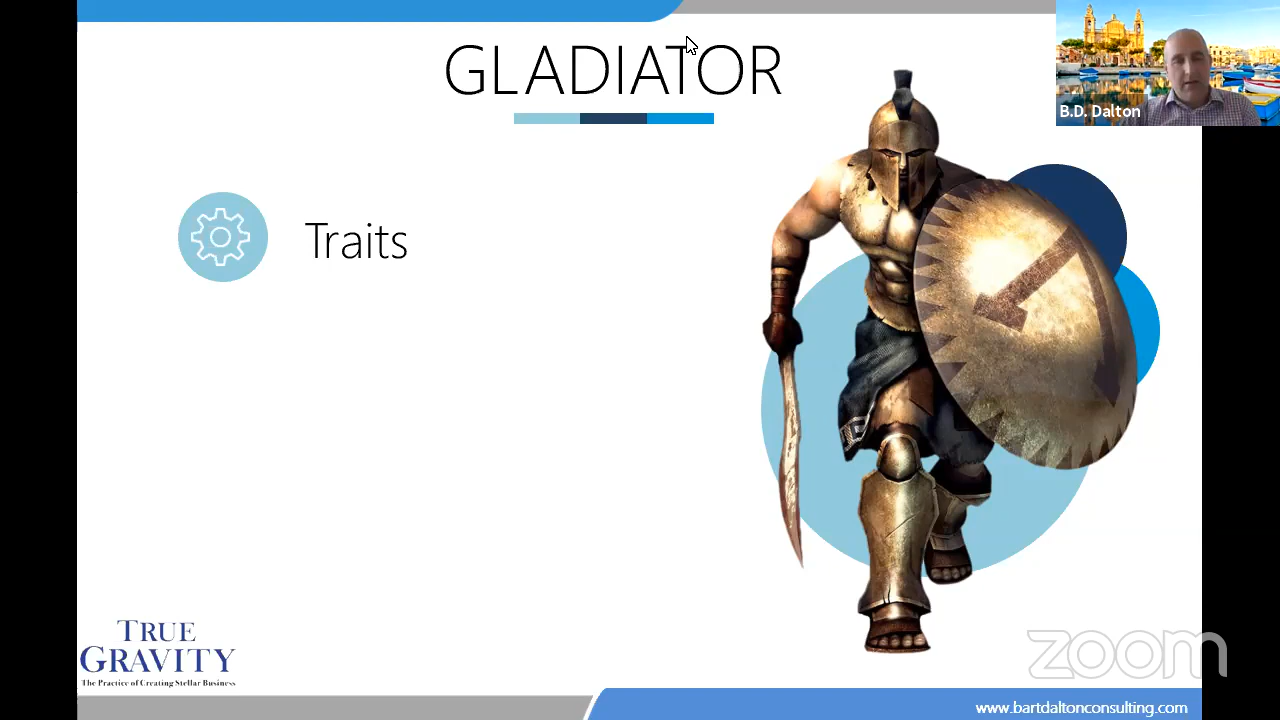 GLADIATOR
B.D. Dalton
Traits
TRUE
GRAVITY
The Practice of Creating Stellar Business
zoom
www.bartdaltonconsulting.com